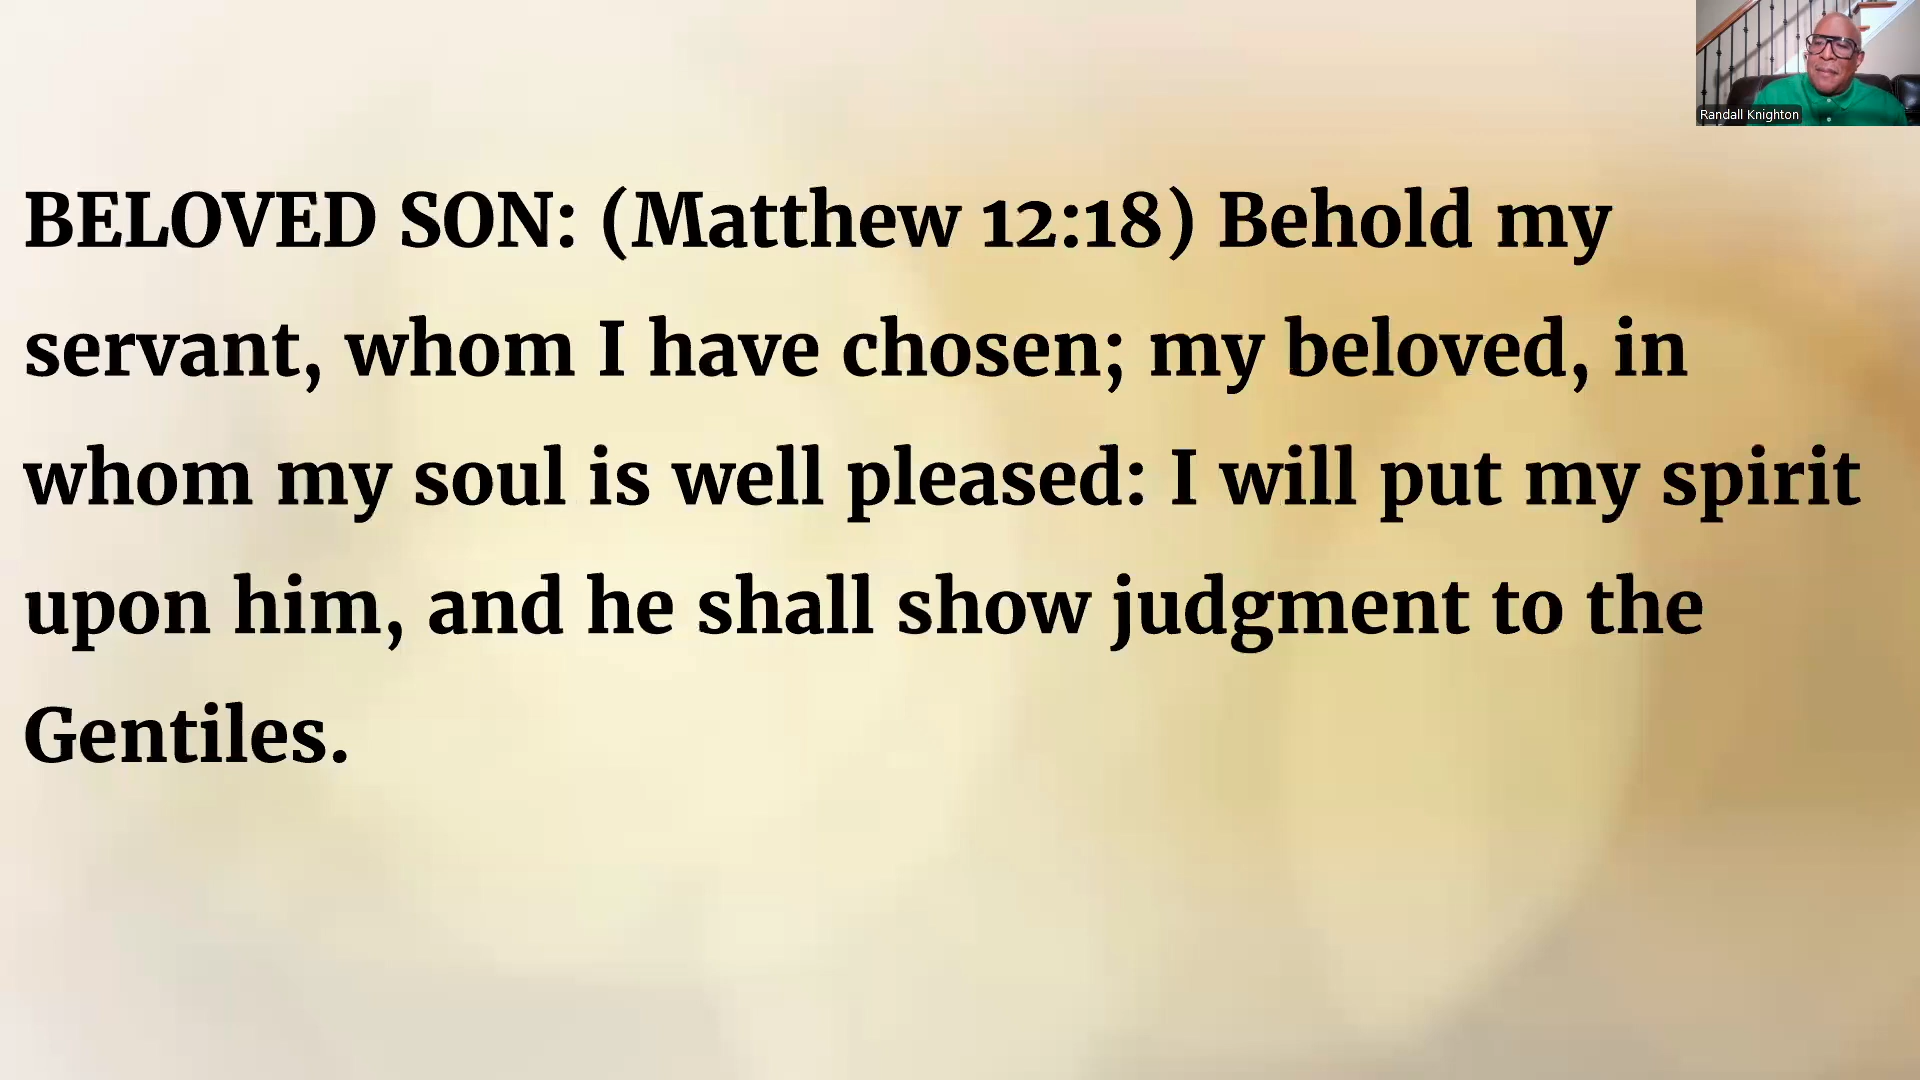 Randall Knighton
BELOVED SON: (Matthew 12:18) Behold my
servant, whom I have chosen; my beloved, in
whom my soul is well pleased: I will put my spirit
upon him, and he shall show judgment to the
Gentiles.